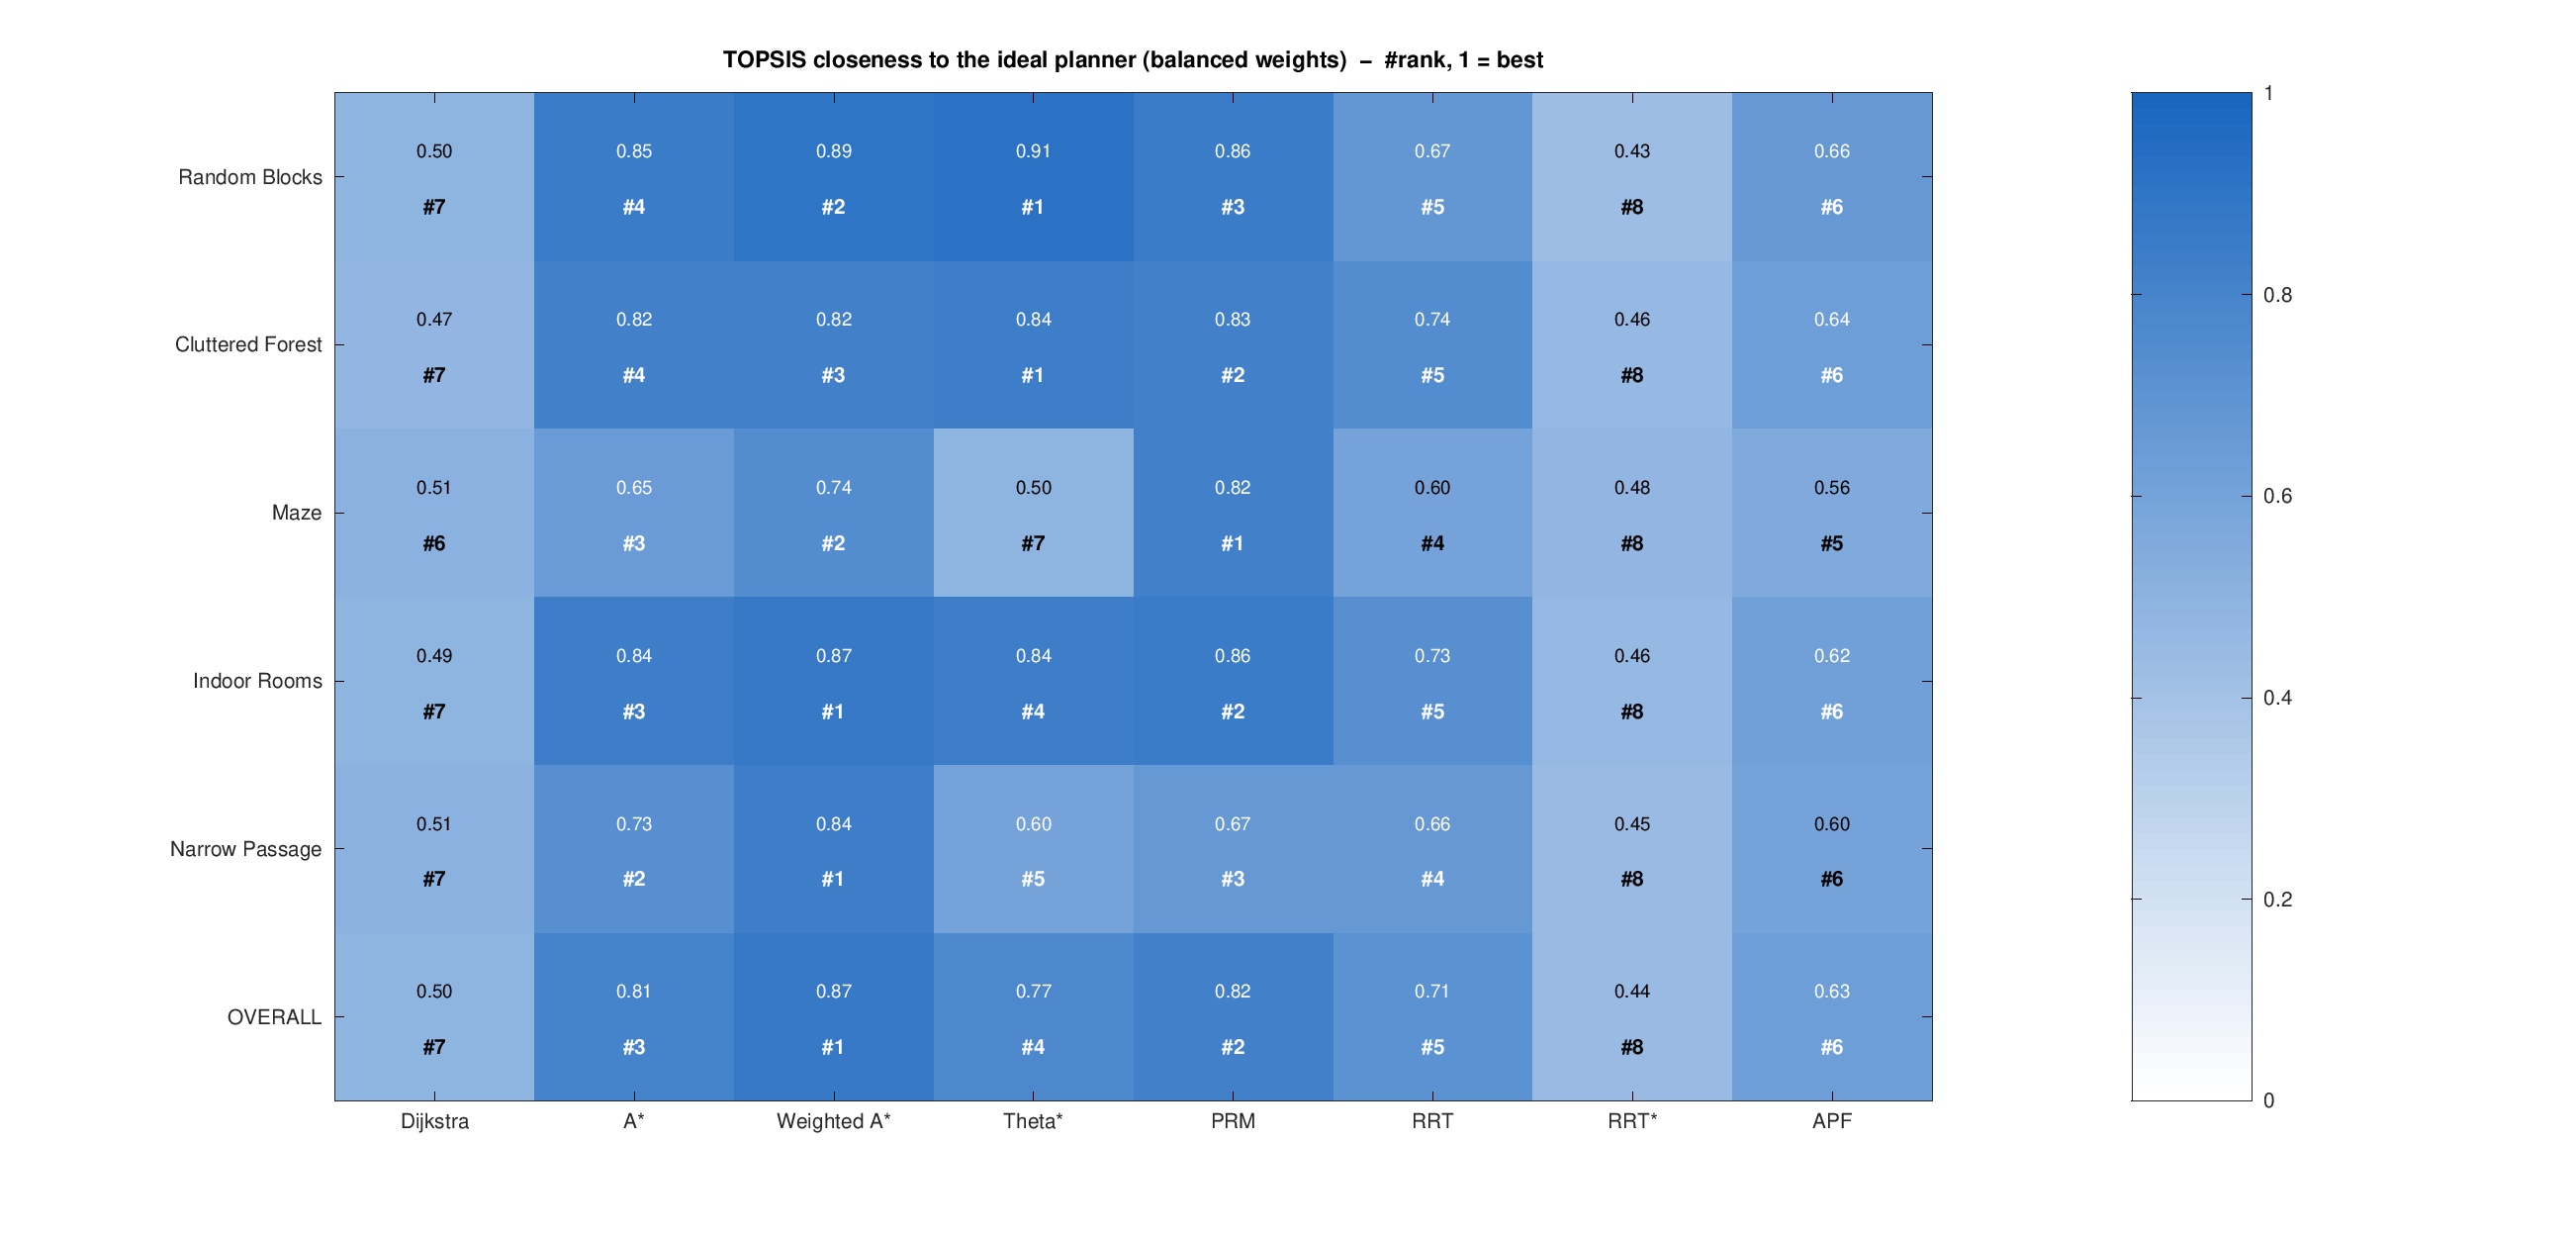 TOPSIS closeness to the ideal planner (balanced weights) – #rank, 1 = best
Random Blocks
0.50 0.85 0.89 0.91 0.86 0.67 0.43 0.66
#7 #4 #2 #1 #3 #5 #8 #6
Cluttered Forest
0.47 0.82 0.82 0.84 0.83 0.74 0.46 0.64
#7 #4 #3 #1 #2 #5 #8 #6
Maze
0.51 0.65 0.74 0.50 0.82 0.60 0.48 0.56
#6 #3 #2 #7 #1 #4 #8 #5
Indoor Rooms
0.49 0.84 0.87 0.84 0.86 0.73 0.46 0.62
#7 #3 #1 #4 #2 #5 #8 #6
Narrow Passage
0.51 0.73 0.84 0.60 0.67 0.66 0.45 0.60
#7 #2 #1 #5 #3 #4 #8 #6
OVERALL
0.50 0.81 0.87 0.77 0.82 0.71 0.44 0.63
#7 #3 #1 #4 #2 #5 #8 #6
Dijkstra A* Weighted A* Theta* PRM RRT RRT* APF
1
0.8
0.6
0.4
0.2
0